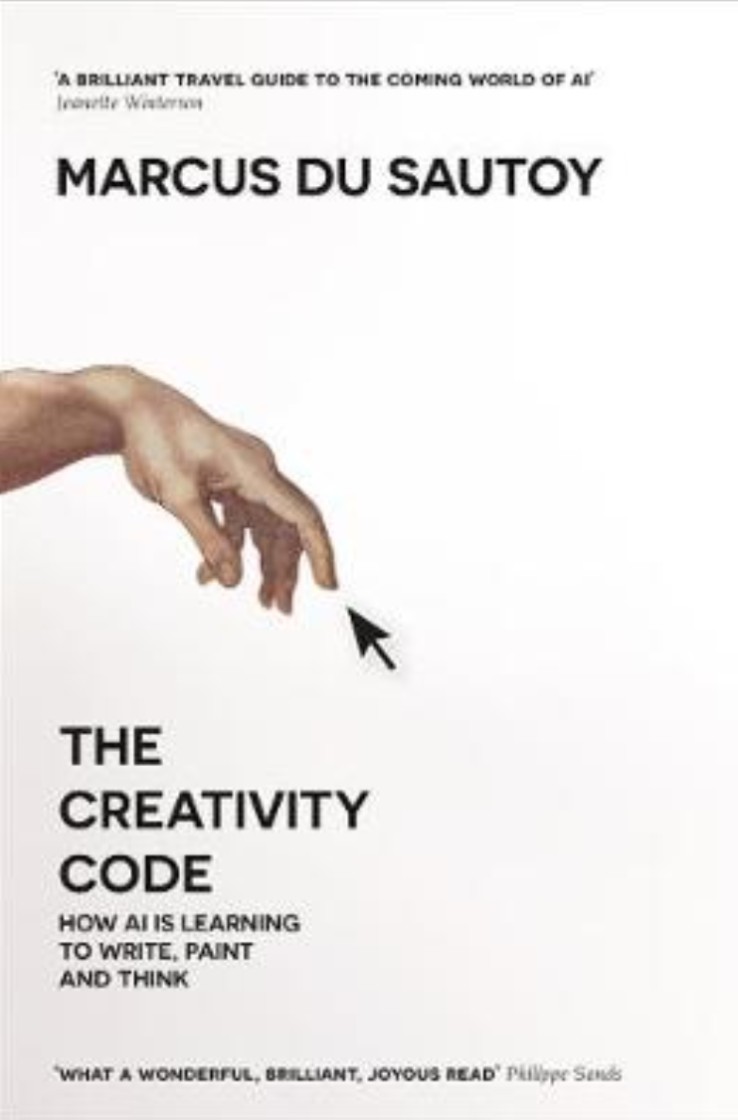 'A BRILLIANT TRAVEL GUIDE TO THE COMING WORLD OF AI'
Jeanette Winterson
MARCUS DU SAUTOY
THE
CREATIVITY
CODE
HOW AI IS LEARNING
TO WRITE, PAINT
AND THINK
'WHAT A WONDERFUL, BRILLIANT, JOYOUS READ' Philippe Sands